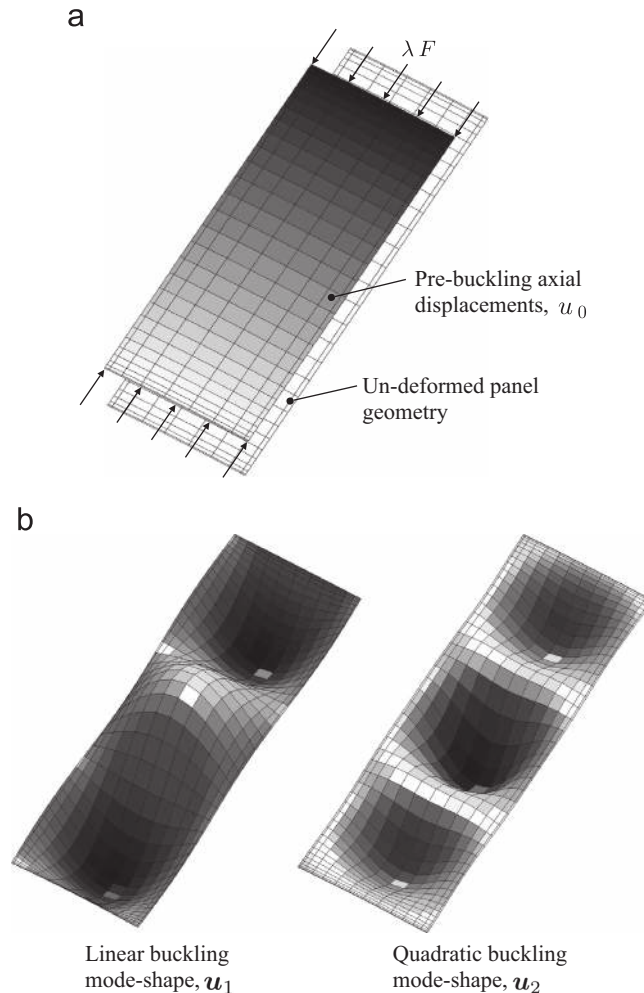 a
λ F
Pre-buckling axial
displacements, u 0
Un-deformed panel
geometry
b
Linear buckling
mode-shape, u1
Quadratic buckling
mode-shape, u2